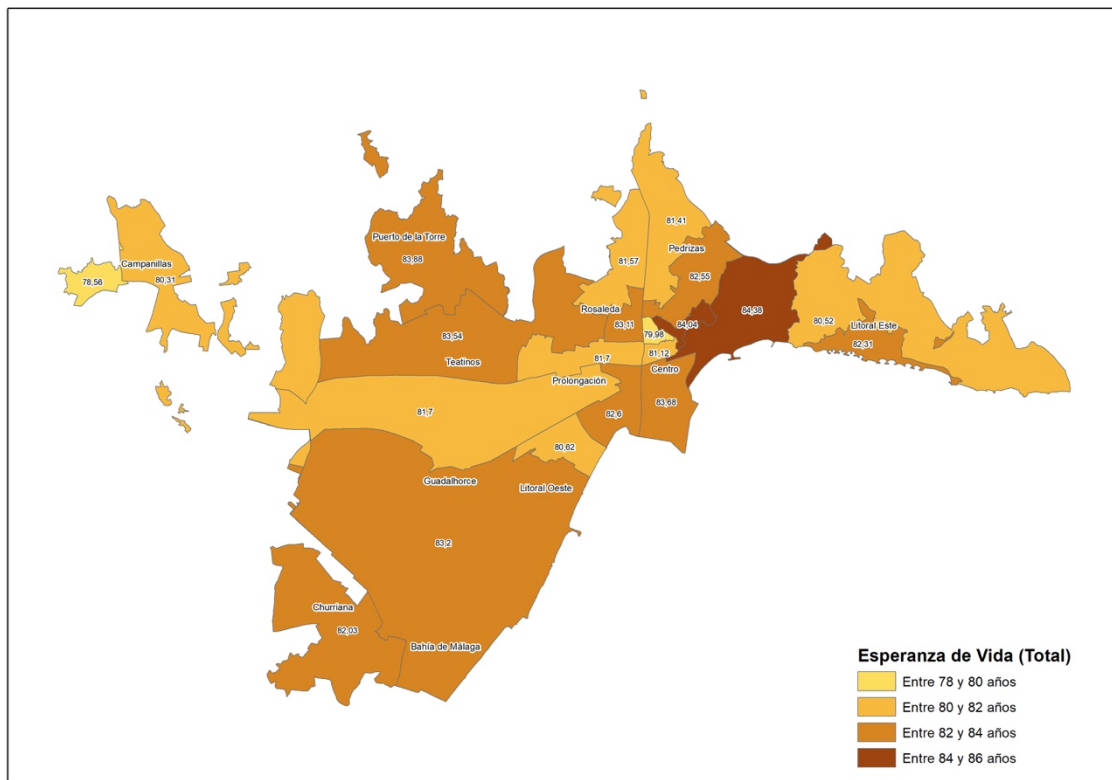 81,41
Puerto de la Torre
Pedrizas
83,88
81,57
Campanillas
82,55
78,56
80,31
Rosaleda
84,38
83,11
84,04
80,52
Litoral Este
83,54
79,98
82,31
Teatinos
81,7
81,12
Centro
Prolongación
83,68
81,7
82,6
80,62
Guadalhorce
Litoral Oeste
83,2
Churriana
82,03
Bahía de Málaga
Esperanza de Vida (Total)
Entre 78 y 80 años
Entre 80 y 82 años
Entre 82 y 84 años
Entre 84 y 86 años